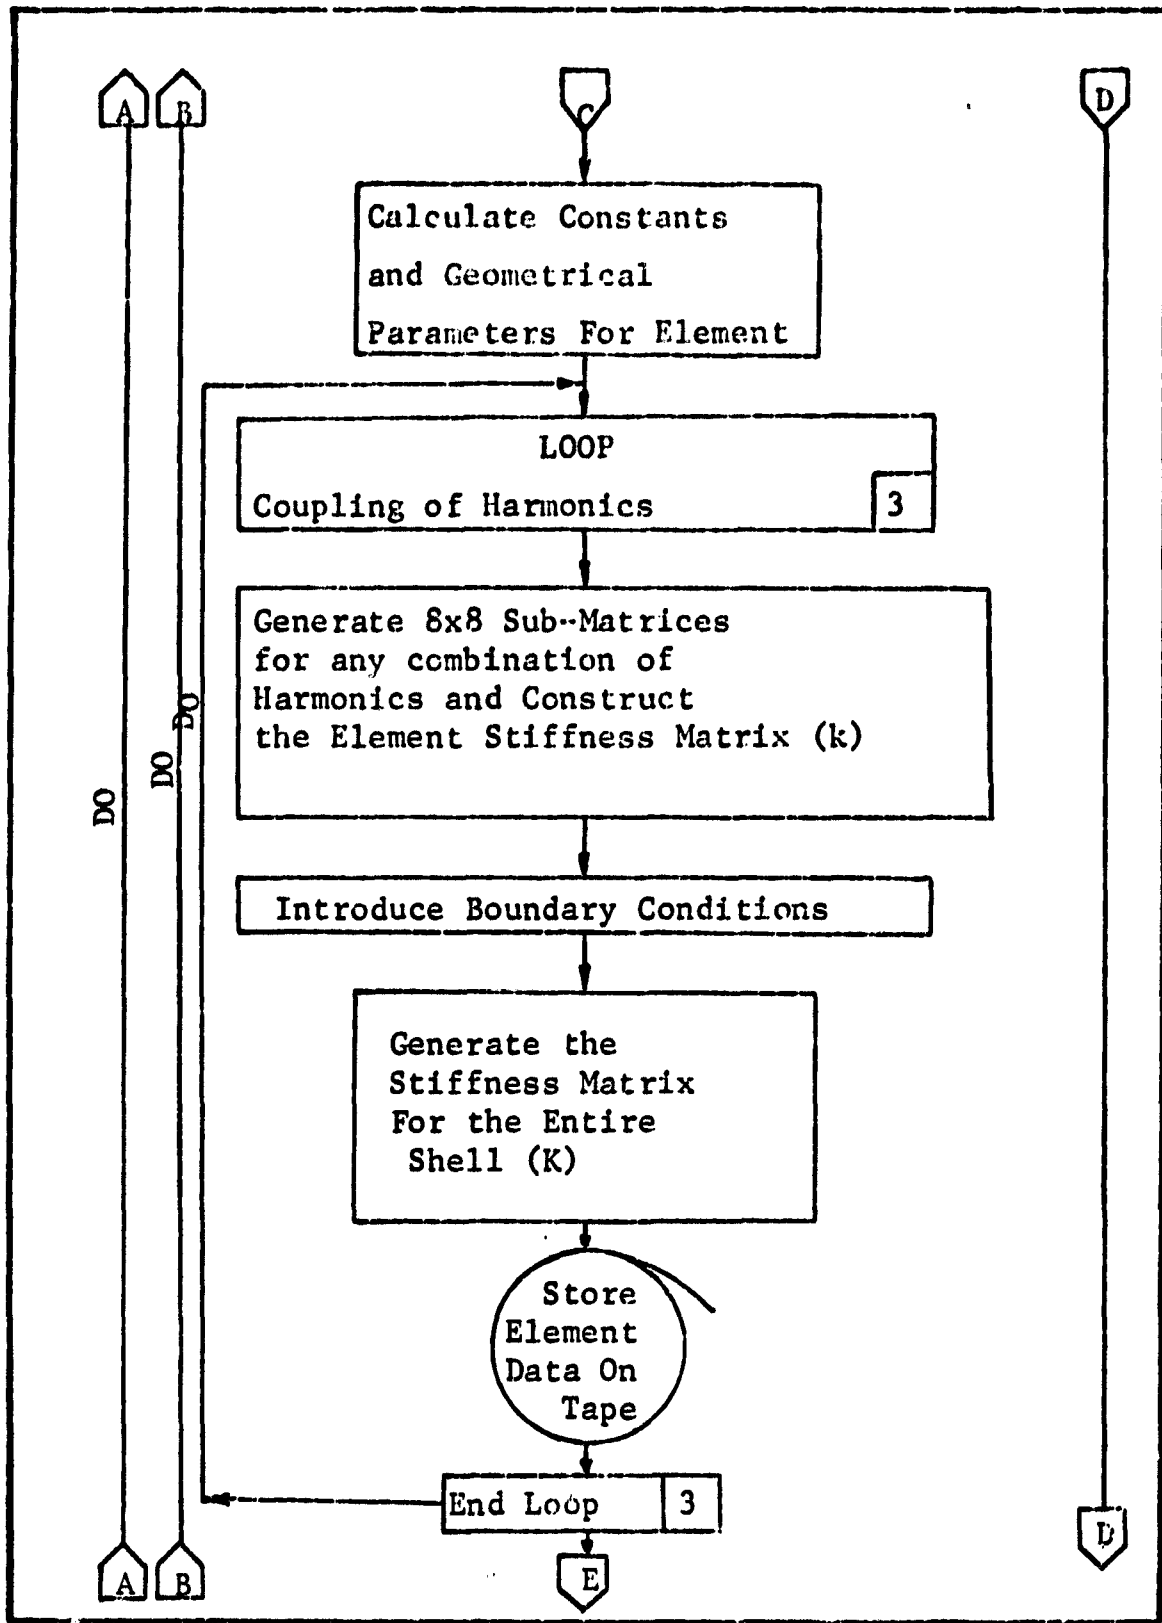 A B C D
Calculate Constants
and Geometrical
Parameters For Element
LOOP
Coupling of Harmonics 3
Generate 8x8 Sub-Matrices
for any combination of
Harmonics and Construct
the Element Stiffness Matrix (k)
DO
DO
DO
Introduce Boundary Conditions
Generate the
Stiffness Matrix
For the Entire
Shell (K)
Store
Element
Data On
Tape
End Loop 3
A B E D